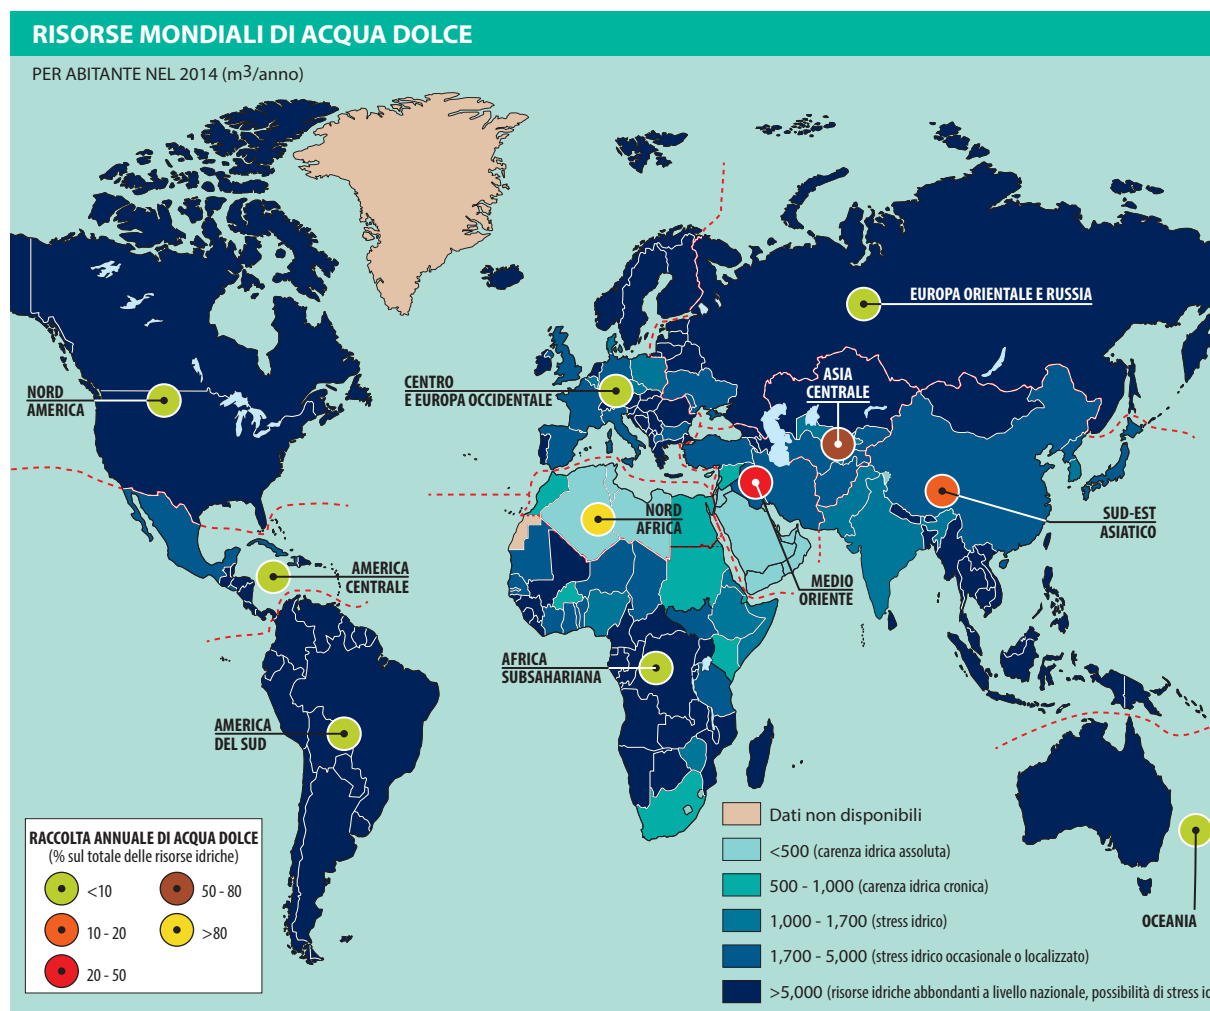 RISORSE MONDIALI DI ACQUA DOLCE
PER ABITANTE NEL 2014 (m3/anno)
EUROPA ORIENTALE E RUSSIA
ASIA
CENTRALE
CENTRO
E EUROPA OCCIDENTALE
NORD
AMERICA
NORD
AFRICA
SUD-EST
ASIATICO
AMERICA
CENTRALE
MEDIO
ORIENTE
AFRICA
SUBSAHARIANA
AMERICA
DEL SUD
OCEANIA
RACCOLTA ANNUALE DI ACQUA DOLCE
(% sul totale delle risorse idriche)
<10
50 - 80
10 - 20
>80
20 - 50
Dati non disponibili
<500 (carenza idrica assoluta)
500 - 1,000 (carenza idrica cronica)
1,000 - 1,700 (stress idrico)
1,700 - 5,000 (stress idrico occasionale o localizzato)
>5,000 (risorse idriche abbondanti a livello nazionale, possibilità di stress